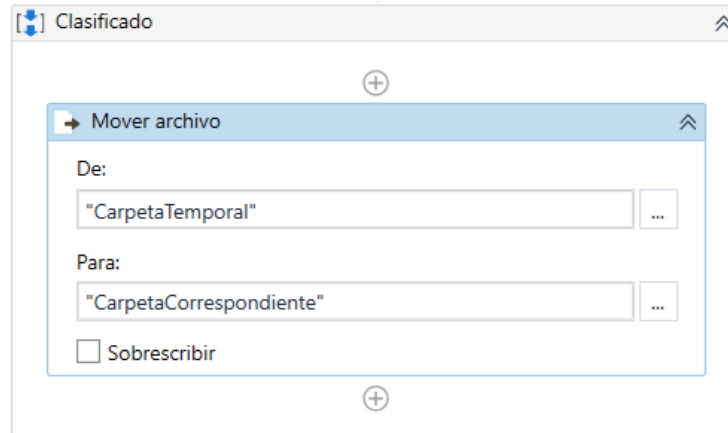 Clasificado
Mover archivo
De:
"CarpetaTemporal"
...
Para:
"CarpetaCorrespondiente"
...
Sobrescribir